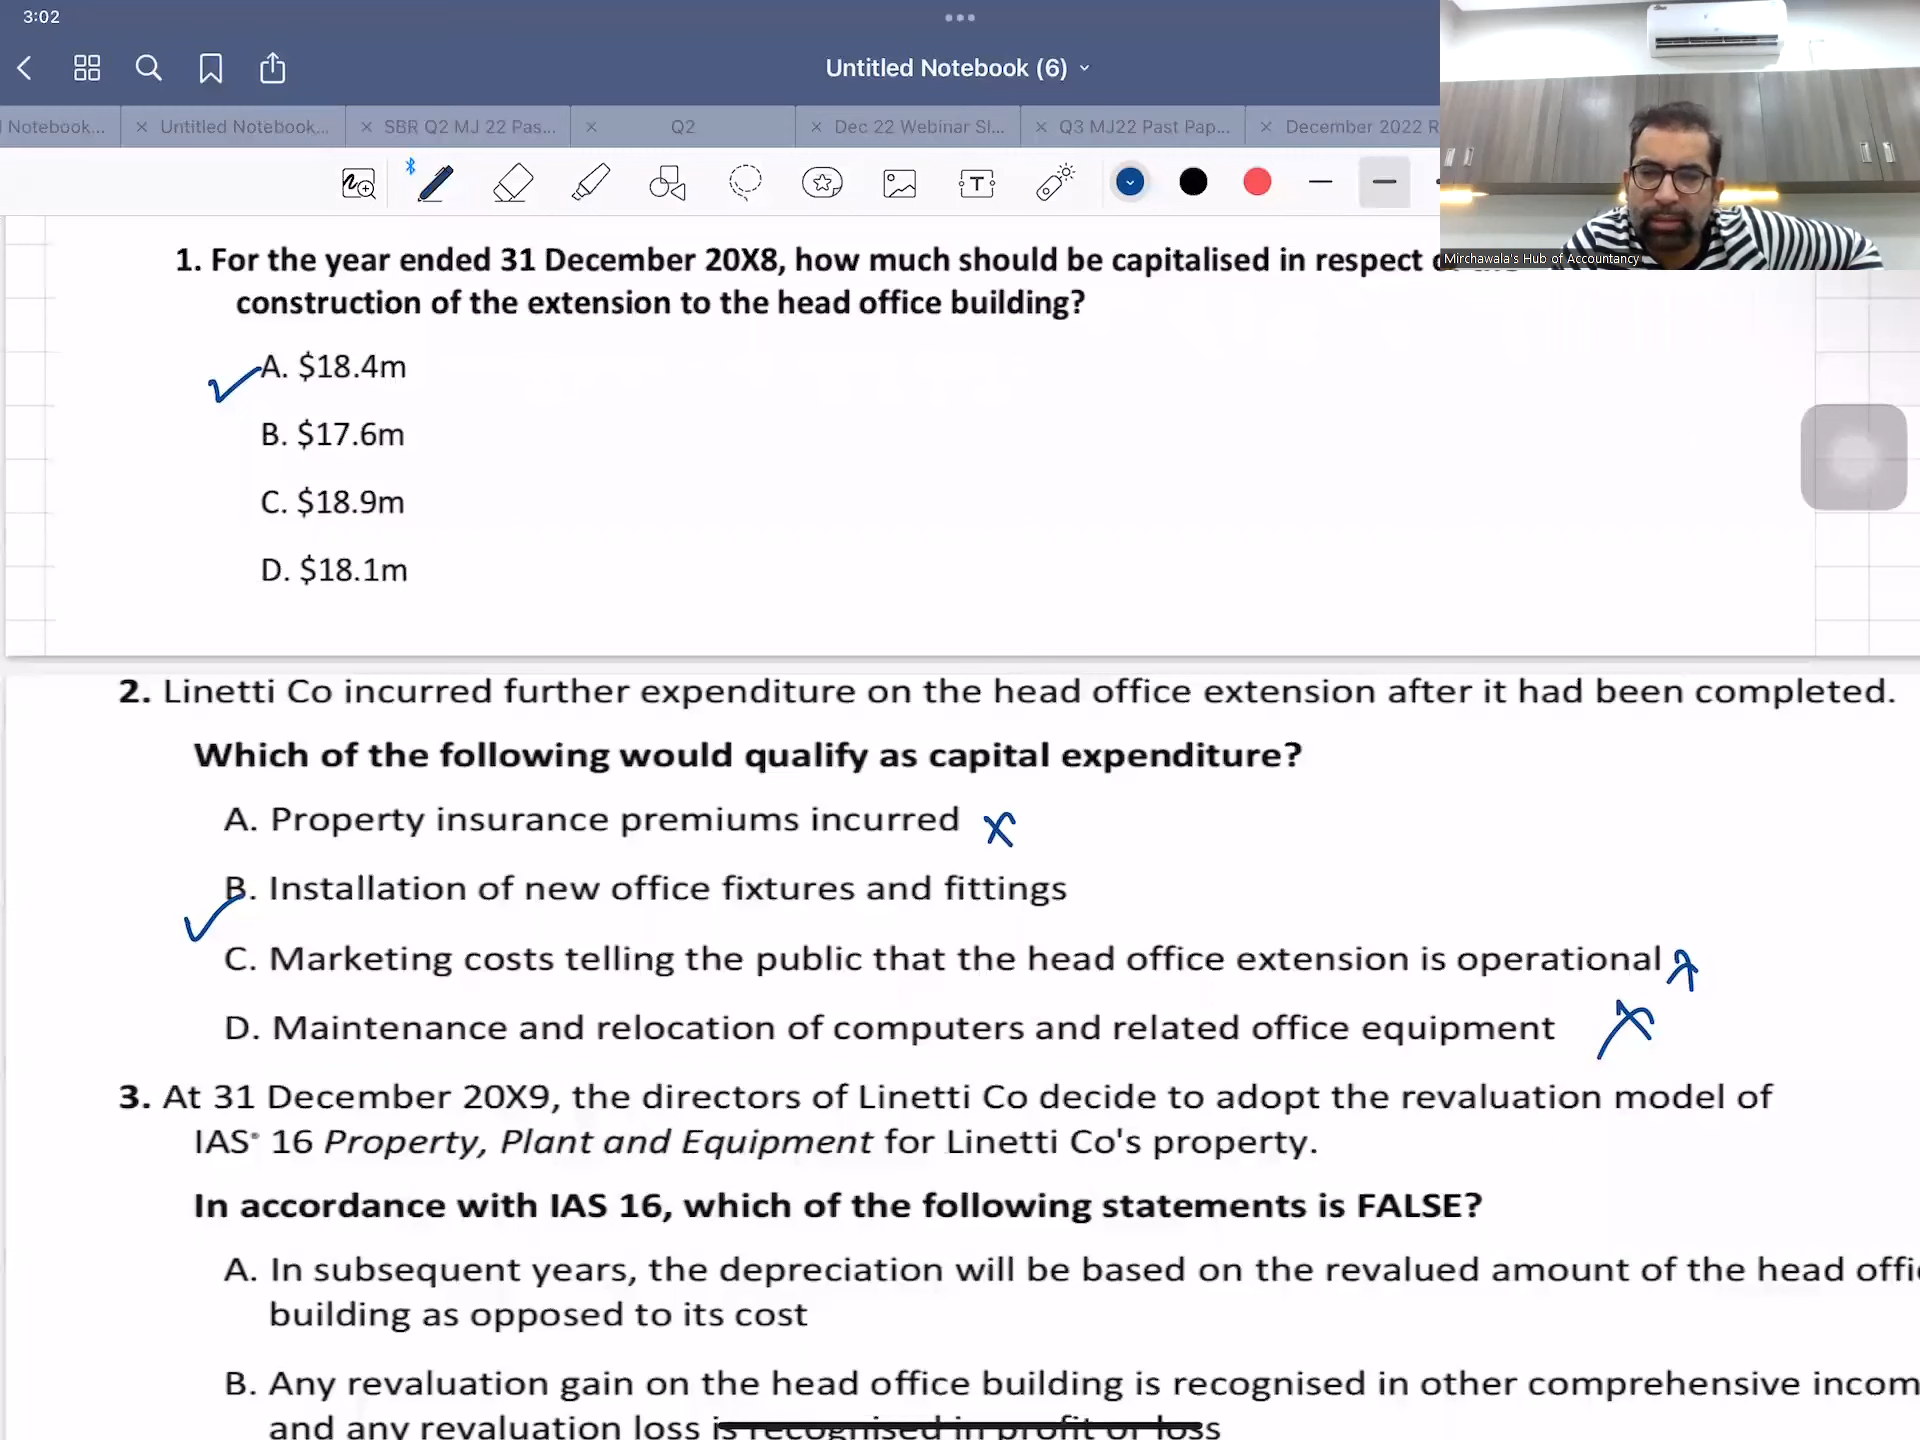 3:02
Untitled Notebook (6)
Notebook...
Untitled Notebook...
SBR Q2 MJ 22 Pas...
Q2
Dec 22 Webinar Sl...
Q3 MJ22 Past Pap...
December 2022 R
Mirchawala's Hub of Accountancy
1. For the year ended 31 December 20X8, how much should be capitalised in respect
construction of the extension to the head office building?
A. $18.4m
B. $17.6m
C. $18.9m
D. $18.1m
2. Linetti Co incurred further expenditure on the head office extension after it had been completed.
Which of the following would qualify as capital expenditure?
A. Property insurance premiums incurred
B. Installation of new office fixtures and fittings
C. Marketing costs telling the public that the head office extension is operational
D. Maintenance and relocation of computers and related office equipment
3. At 31 December 20X9, the directors of Linetti Co decide to adopt the revaluation model of
IAS® 16 Property, Plant and Equipment for Linetti Co's property.
In accordance with IAS 16, which of the following statements is FALSE?
A. In subsequent years, the depreciation will be based on the revalued amount of the head offi
building as opposed to its cost
B. Any revaluation gain on the head office building is recognised in other comprehensive incom
and any revaluation loss is recognised in profit or loss